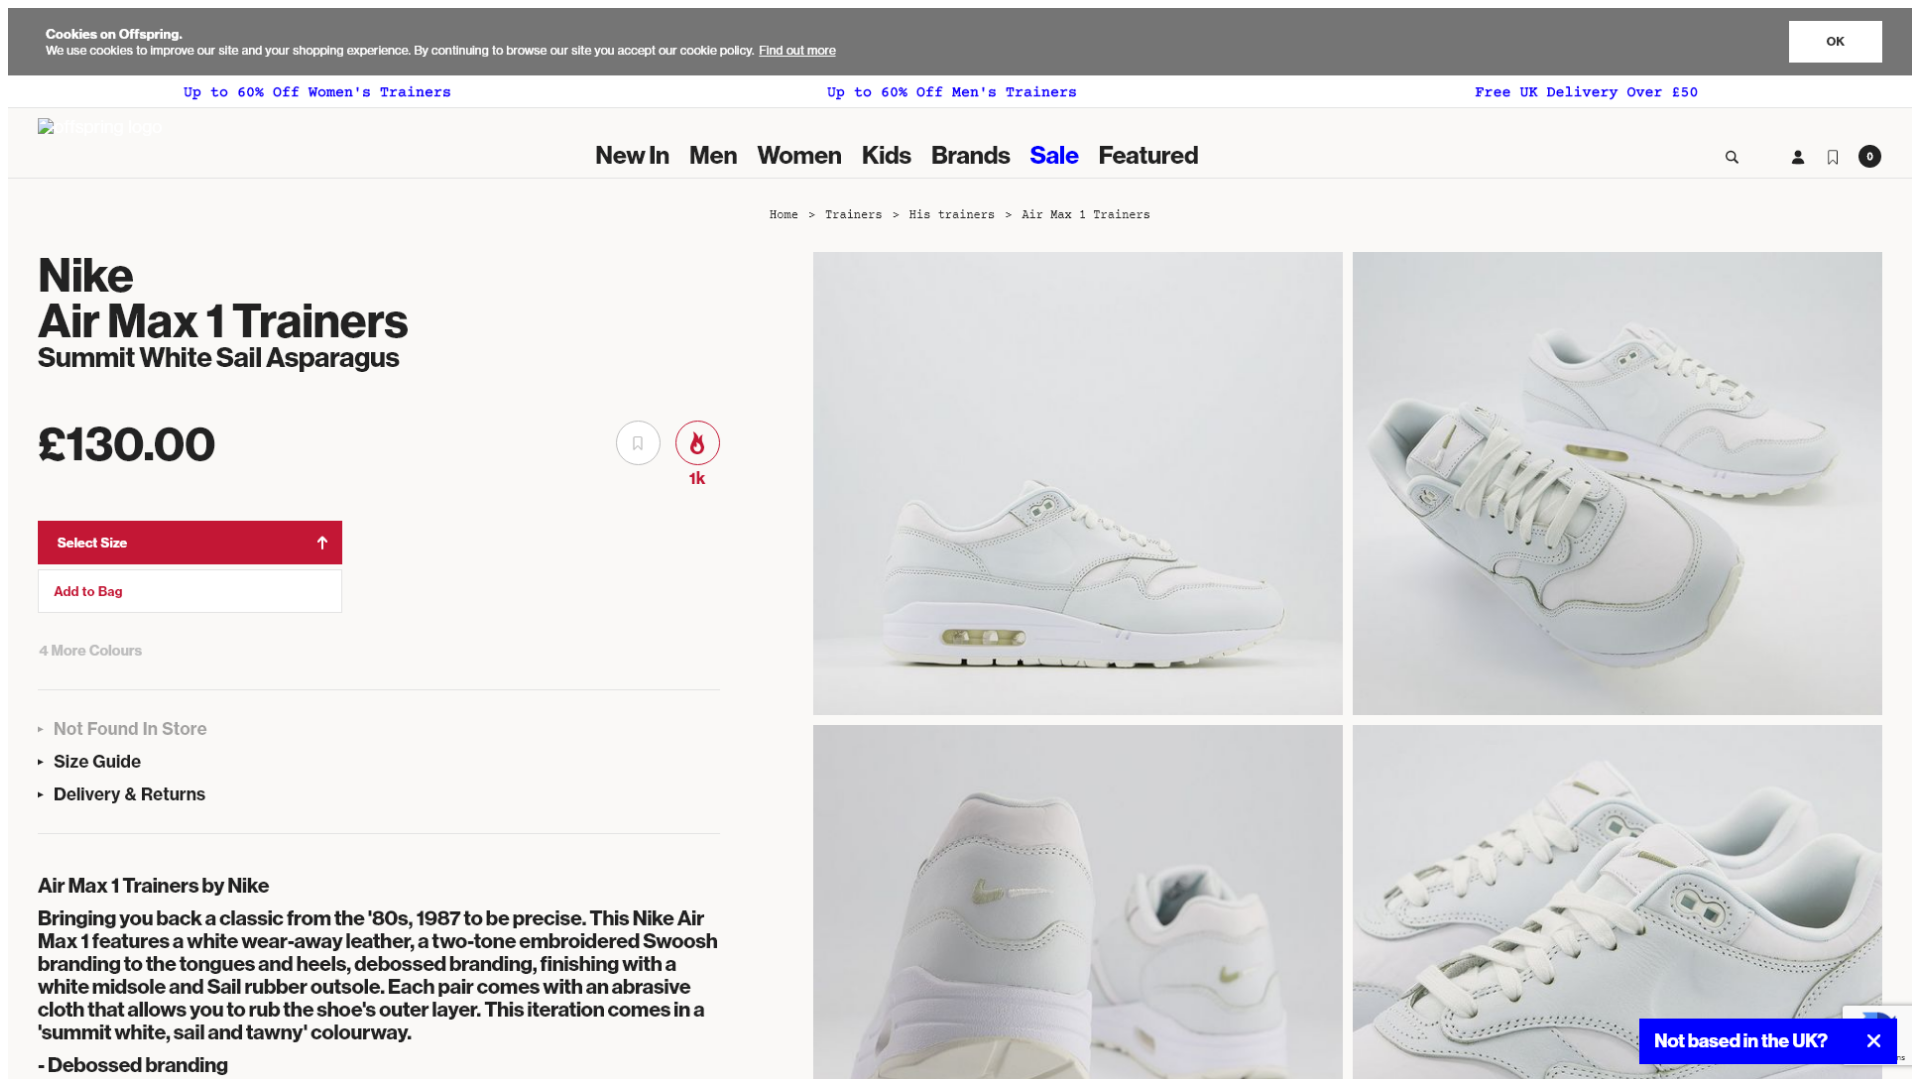 Cookies on Offspring.
We use cookies to improve our site and your shopping experience. By continuing to browse our site you accept our cookie policy. Find out more
OK
Up to 60% Off Women's Trainers
Up to 60% Off Men's Trainers
Free UK Delivery Over £50
offspring logo
New In
Men
Women
Kids
Brands
Sale
Featured
0
Home > Trainers > His trainers > Air Max 1 Trainers
Nike
Air Max 1 Trainers
Summit White Sail Asparagus
£130.00
1k
Select Size
Add to Bag
4 More Colours
Not Found In Store
Size Guide
Delivery & Returns
Air Max 1 Trainers by Nike
Bringing you back a classic from the '80s, 1987 to be precise. This Nike Air
Max 1 features a white wear-away leather, a two-tone embroidered Swoosh
branding to the tongues and heels, debossed branding, finishing with a
white midsole and Sail rubber outsole. Each pair comes with an abrasive
cloth that allows you to rub the shoe's outer layer. This iteration comes in a
'summit white, sail and tawny' colourway.
- Debossed branding
Not based in the UK?